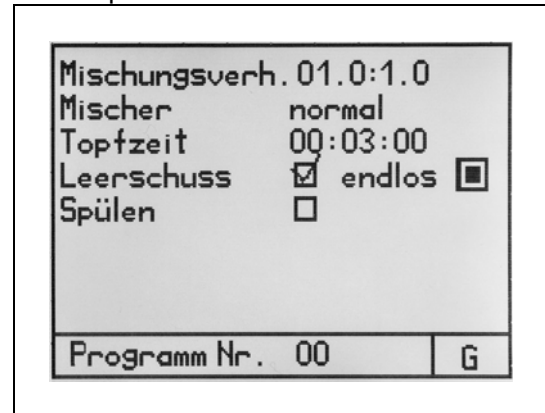 Mischungsverh. 01.0:1.0
Mischer normal
Topfzeit 00:03:00
Leerschuss endlos
Spülen
Programm Nr. 00 G